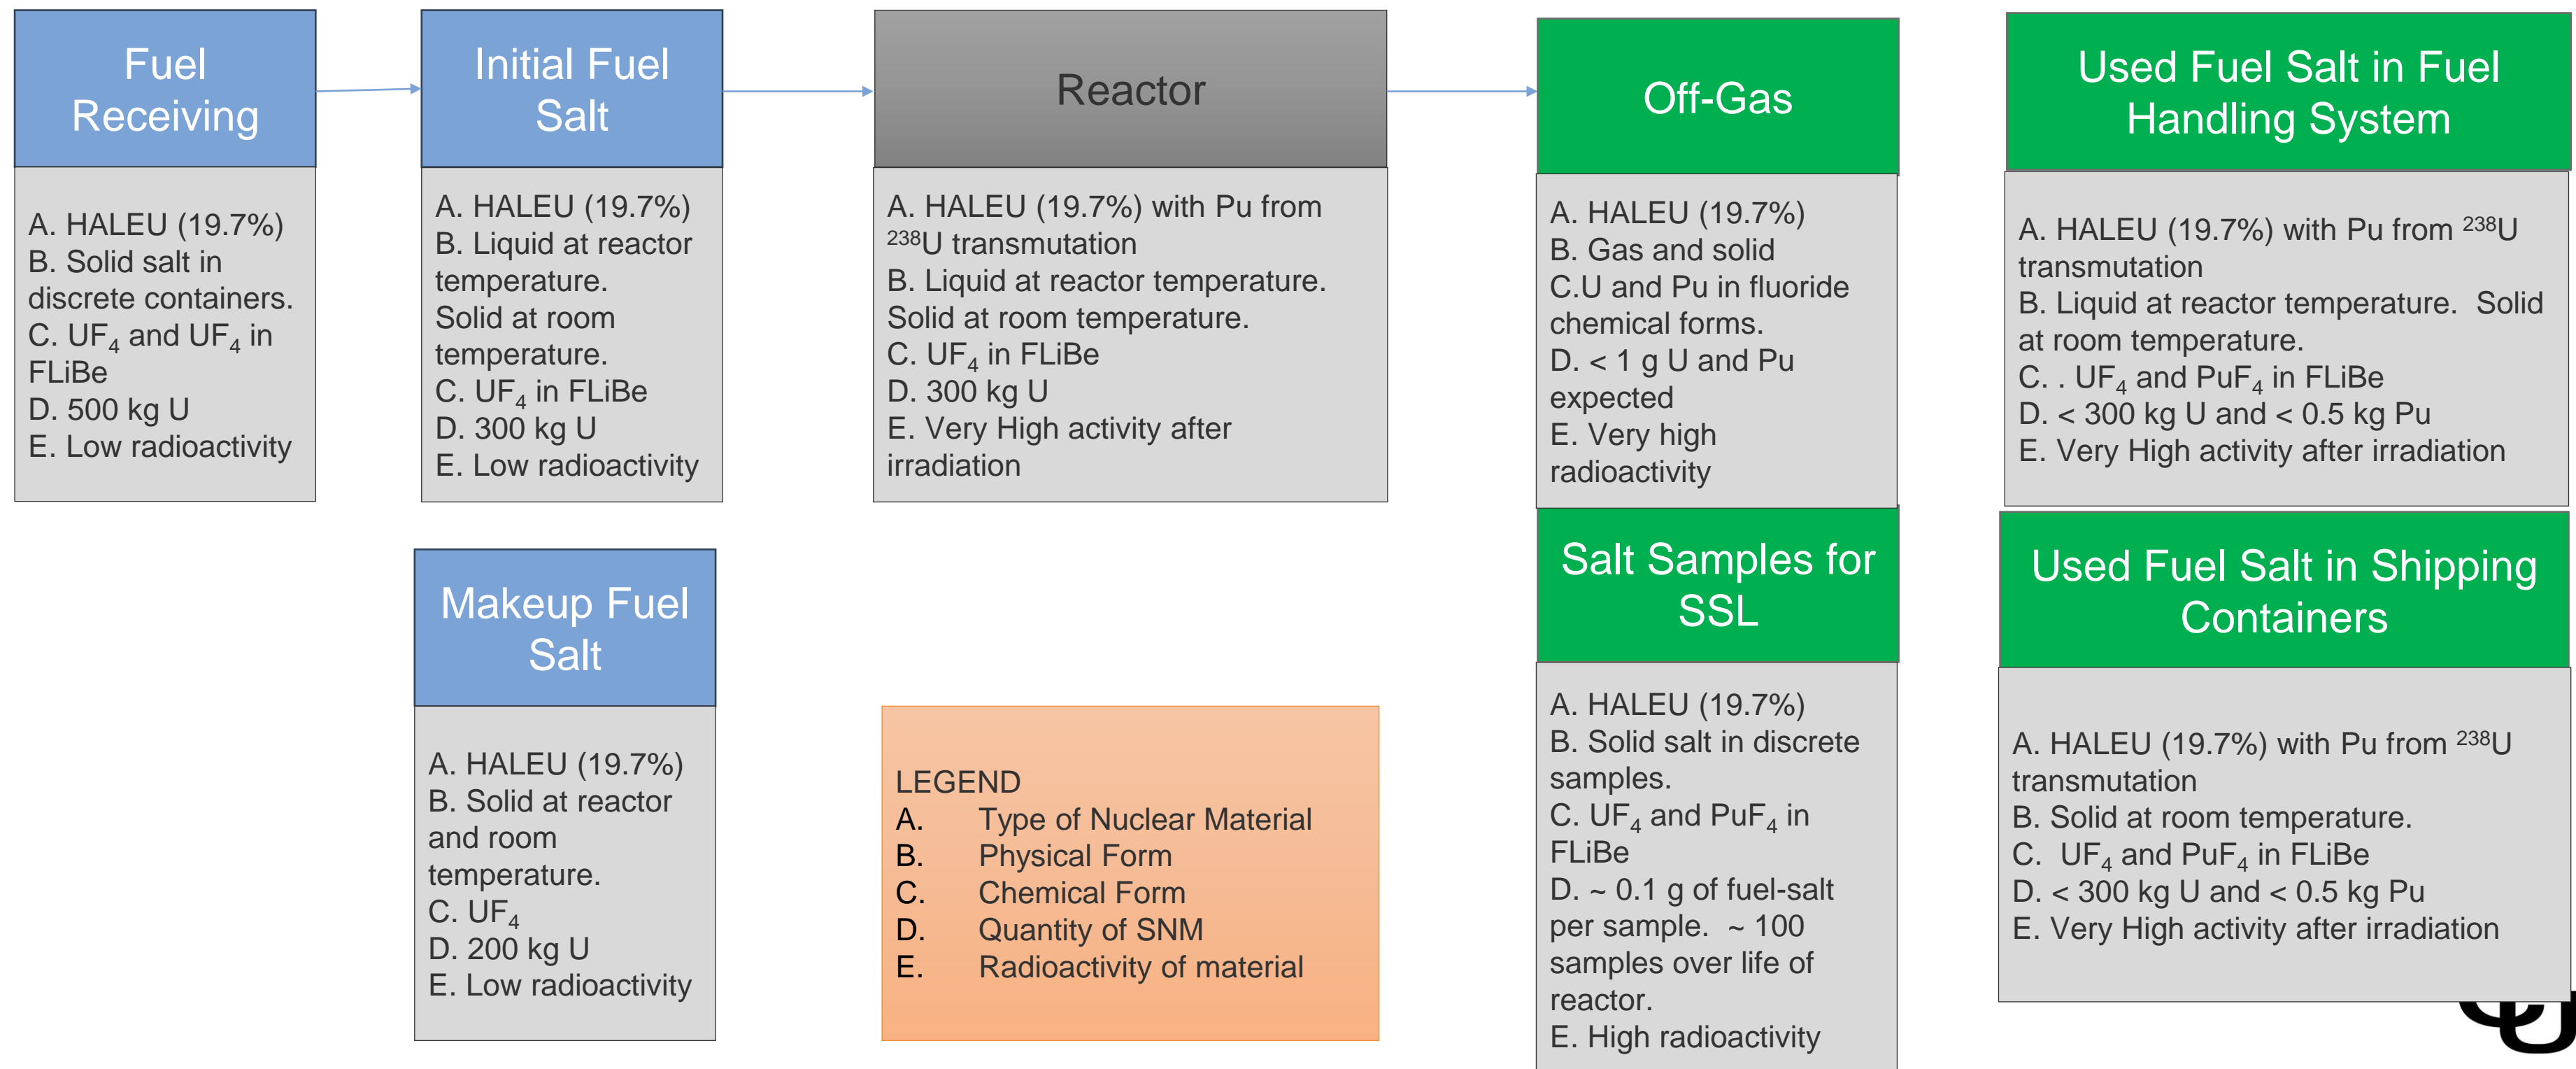 Fuel
Receiving
A. HALEU (19.7%)
B. Solid salt in
discrete containers.
C. UF₄ and UF₄ in
FLiBe
D. 500 kg U
E. Low radioactivity
Initial Fuel
Salt
A. HALEU (19.7%)
B. Liquid at reactor
temperature.
Solid at room
temperature.
C. UF₄ in FLiBe
D. 300 kg U
E. Low radioactivity
Makeup Fuel
Salt
A. HALEU (19.7%)
B. Solid at reactor
and room
temperature.
C. UF₄
D. 200 kg U
E. Low radioactivity
Reactor
A. HALEU (19.7%) with Pu from
²³⁸U transmutation
B. Liquid at reactor temperature.
Solid at room temperature.
C. UF₄ in FLiBe
D. 300 kg U
E. Very High activity after
irradiation
LEGEND
A. Type of Nuclear Material
B. Physical Form
C. Chemical Form
D. Quantity of SNM
E. Radioactivity of material
Off-Gas
A. HALEU (19.7%)
B. Gas and solid
C.U and Pu in fluoride
chemical forms.
D. < 1 g U and Pu
expected
E. Very high
radioactivity
Salt Samples for
SSL
A. HALEU (19.7%)
B. Solid salt in discrete
samples.
C. UF₄ and PuF₄ in
FLiBe
D. ~ 0.1 g of fuel-salt
per sample. ~ 100
samples over life of
reactor.
E. High radioactivity
Used Fuel Salt in Fuel
Handling System
A. HALEU (19.7%) with Pu from ²³⁸U
transmutation
B. Liquid at reactor temperature. Solid
at room temperature.
C. . UF₄ and PuF₄ in FLiBe
D. < 300 kg U and < 0.5 kg Pu
E. Very High activity after irradiation
Used Fuel Salt in Shipping
Containers
A. HALEU (19.7%) with Pu from ²³⁸U
transmutation
B. Solid at room temperature.
C. UF₄ and PuF₄ in FLiBe
D. < 300 kg U and < 0.5 kg Pu
E. Very High activity after irradiation